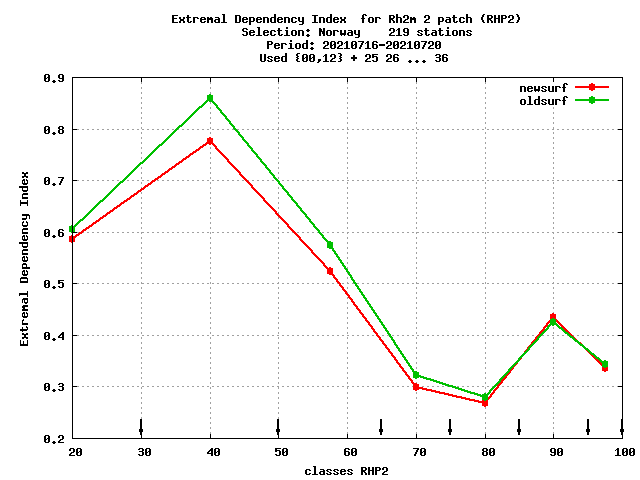 Extremal Dependency Index  for Rh2m 2 patch (RHP2)
Selection: Norway    219 stations
Period: 20210716-20210720
Used {00,12} + 25 26 ... 36
newsurf
oldsurf
Extremal Dependency Index
0.9
0.8
0.7
0.6
0.5
0.4
0.3
0.2
20 30 40 50 60 70 80 90 100
classes RHP2